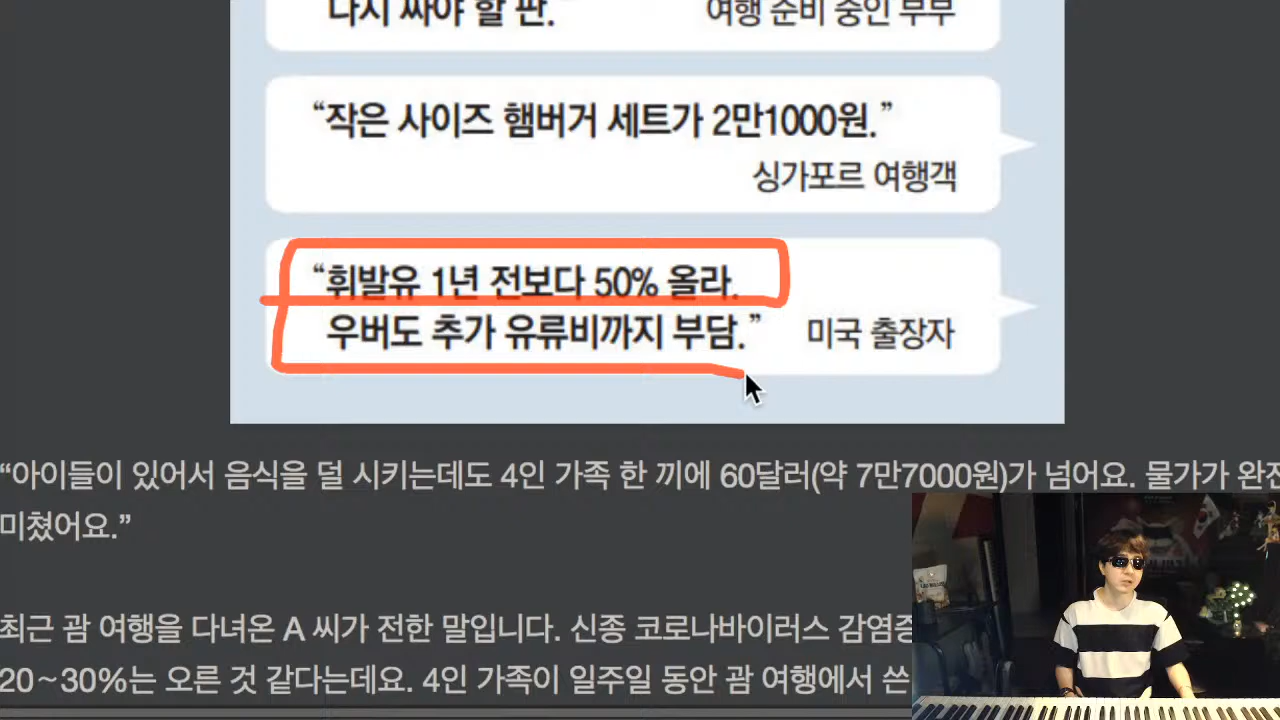 다시 싸야 할 판.” 여행 준비 중인 부부
“작은 사이즈 햄버거 세트가 2만1000원.”
싱가포르 여행객
“휘발유 1년 전보다 50% 올라.
우버도 추가 유류비까지 부담.” 미국 출장자
“아이들이 있어서 음식을 덜 시키는데도 4인 가족 한 끼에 60달러(약 7만7000원)가 넘어요. 물가가 완전
미쳤어요.”
최근 괌 여행을 다녀온 A 씨가 전한 말입니다. 신종 코로나바이러스 감염증
20~30%는 오른 것 같다는데요. 4인 가족이 일주일 동안 괌 여행에서 쓴